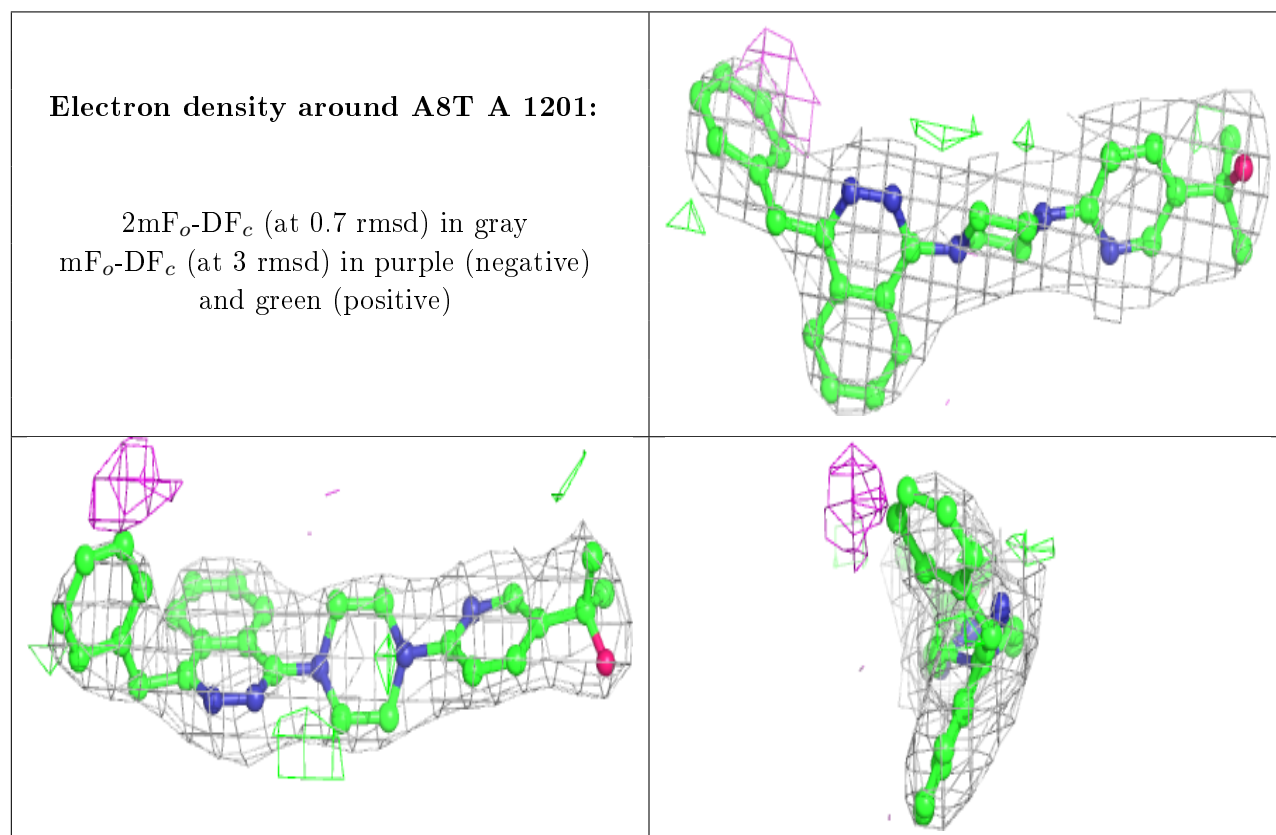 Electron density around A8T A 1201:
2mFo-DFc (at 0.7 rmsd) in gray
mFo-DFc (at 3 rmsd) in purple (negative)
and green (positive)